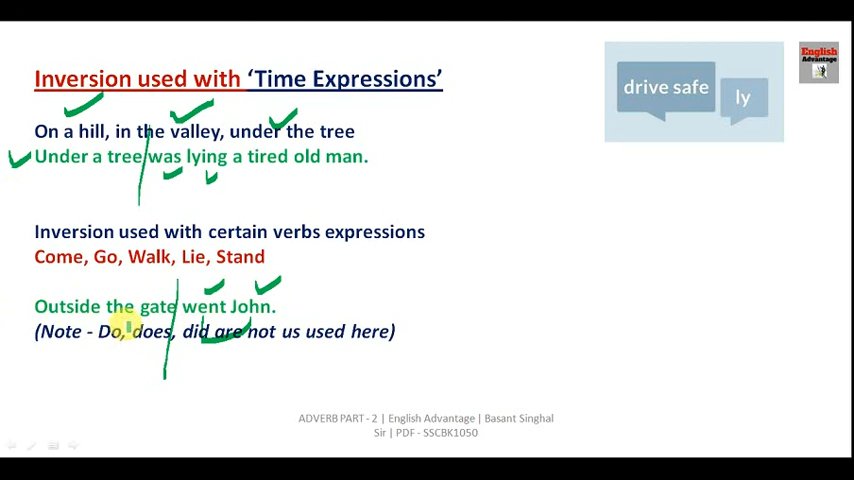 Inversion used with 'Time Expressions'
drive safe
ly
English
Advantage
On a hill, in the valley, under the tree
Under a tree was lying a tired old man.
Inversion used with certain verbs expressions
Come, Go, Walk, Lie, Stand
Outside the gate went John.
(Note - Do, does, did are not us used here)
ADVERB PART - 2 | English Advantage | Basant Singhal
Sir | PDF - SSCBK1050